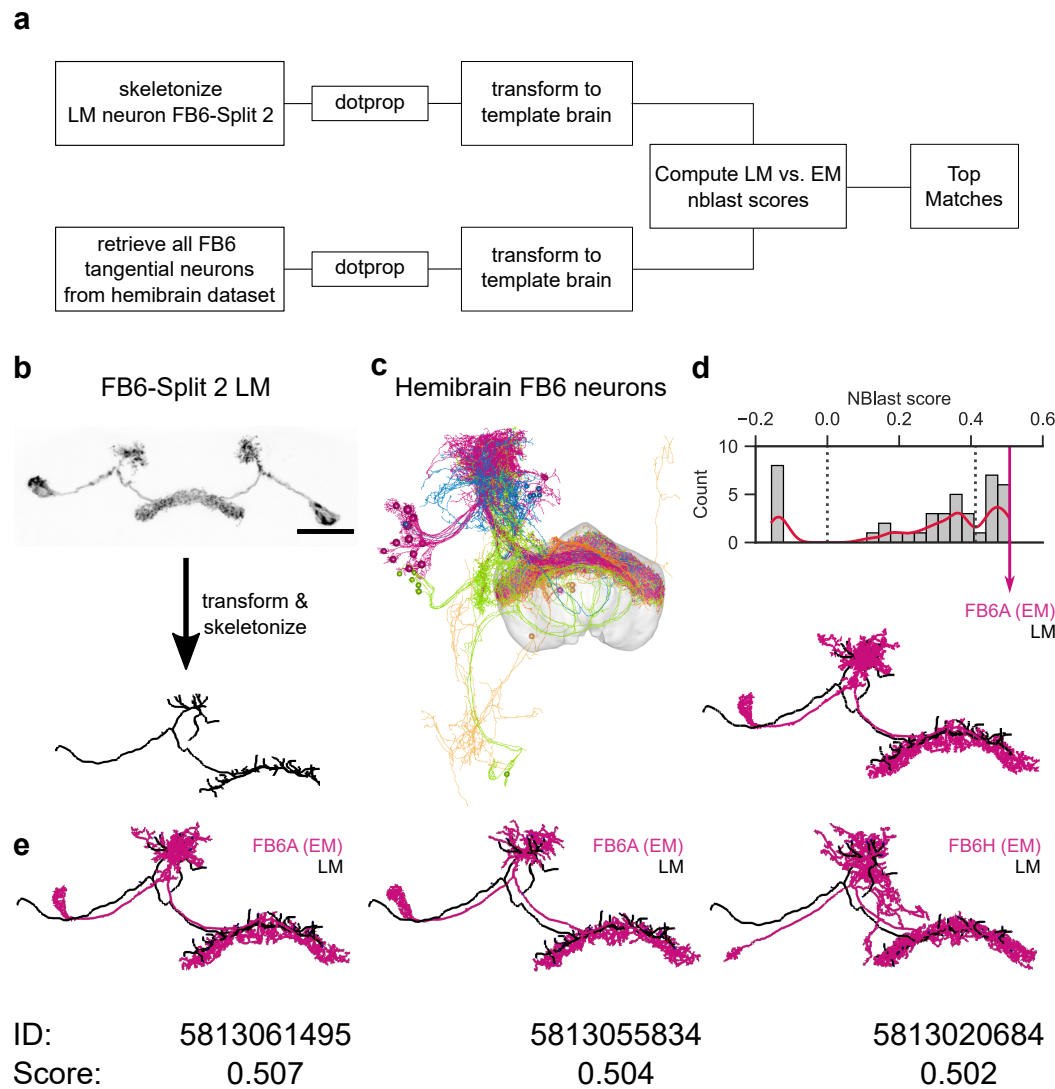 a
skeletonize
LM neuron FB6-Split 2
dotprop
transform to
template brain
Compute LM vs. EM
nblast scores
Top
Matches
retrieve all FB6
tangential neurons
from hemibrain dataset
dotprop
transform to
template brain
b
FB6-Split 2 LM
transform &
skeletonize
c
Hemibrain FB6 neurons
d
NBlast score
−0.2 0.0 0.2 0.4 0.6
Count
10
5
0
FB6A (EM)
LM
e
FB6A (EM)
LM
FB6A (EM)
LM
FB6H (EM)
LM
ID: 5813061495 5813055834 5813020684
Score: 0.507 0.504 0.502